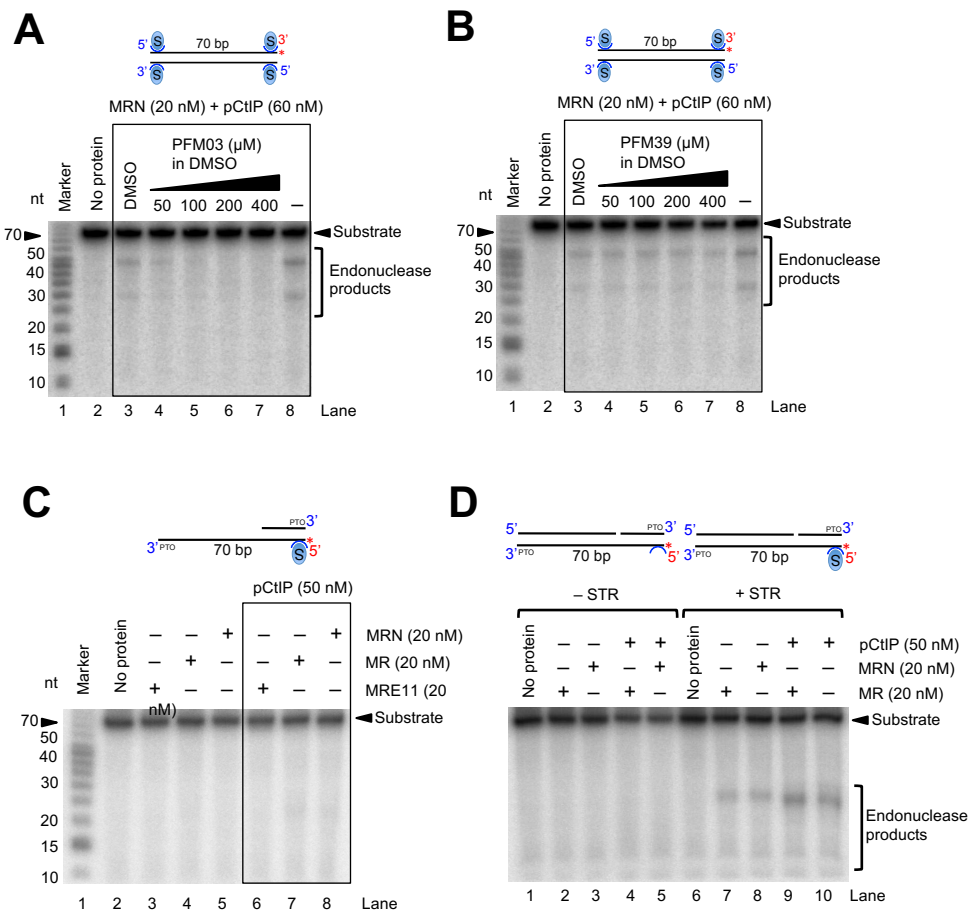 A
5’ S 70 bp S 3’
*
3’ S S 5’
MRN (20 nM) + pCtIP (60 nM)
PFM03 (µM)
in DMSO
nt Marker No protein DMSO 50 100 200 400 –
70 Substrate
50
40 Endonuclease
30 products
20
15
10
1 2 3 4 5 6 7 8 Lane
B
5’ S 70 bp S 3’
*
3’ S S 5’
MRN (20 nM) + pCtIP (60 nM)
PFM39 (µM)
in DMSO
nt Marker No protein DMSO 50 100 200 400 –
70 Substrate
50
40 Endonuclease
30 products
20
15
10
1 2 3 4 5 6 7 8 Lane
C
PTO 3’
3’ PTO 70 bp *
S 5’
pCtIP (50 nM)
– – + – – + MRN (20 nM)
– + – – + – MR (20 nM)
nt Marker No protein + – – + – – MRE11 (20
nM)
70 Substrate
50
40
30
20
15
10
1 2 3 4 5 6 7 8 Lane
D
5’ PTO 3’
3’ PTO 70 bp *
5’
5’ PTO 3’
3’ PTO 70 bp *
S 5’
– STR + STR
– – + + – – + + pCtIP (50 nM)
No protein – + – + No protein – + – – MRN (20 nM)
+ – + – + – + – MR (20 nM)
Substrate
Endonuclease
products
1 2 3 4 5 6 7 8 9 10 Lane